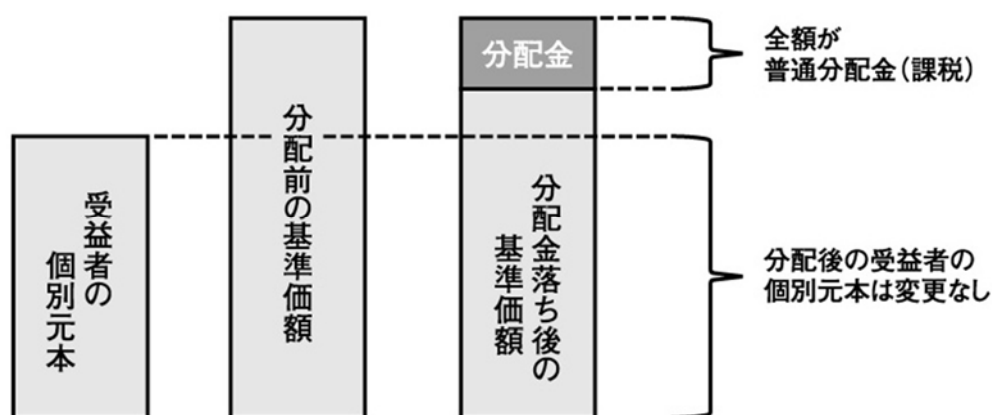 受益者の
個別元本
分配前の基準価額
分配金
分配金落ち後の
基準価額
全額が
普通分配金(課税)
分配後の受益者の
個別元本は変更なし